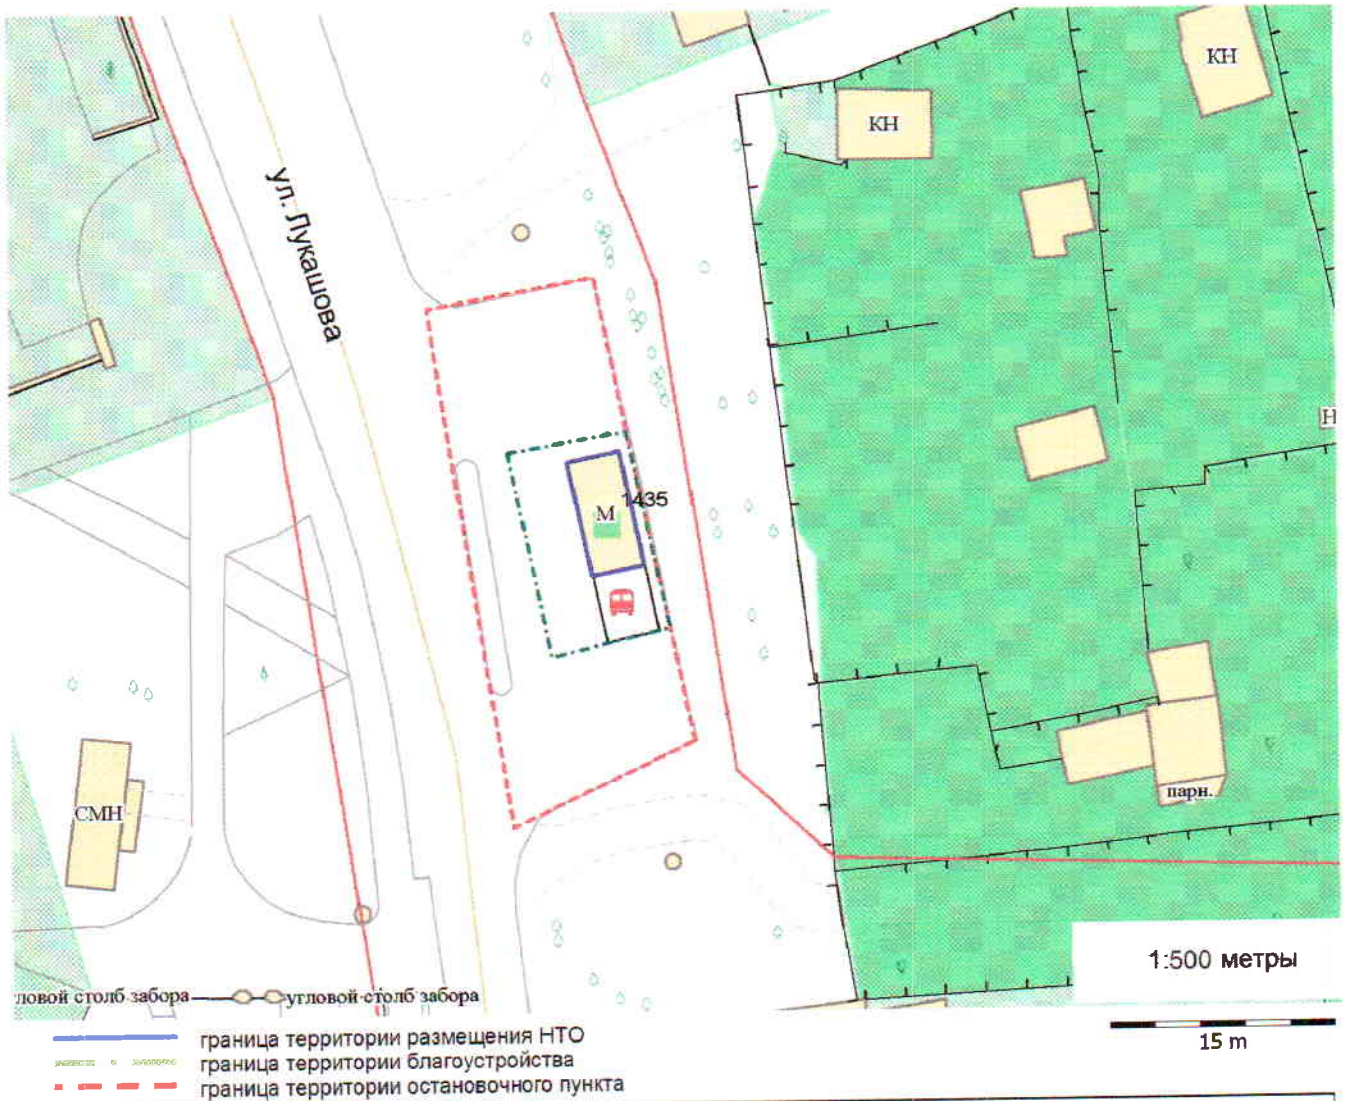 КН
КН
ул. Лукашова
Н
1435
М
парн.
СМН
1:500 метры
ловой столб забора
угловой столб забора
граница территории размещения НТО
15 m
граница территории благоустройства
граница территории остановочного пункта